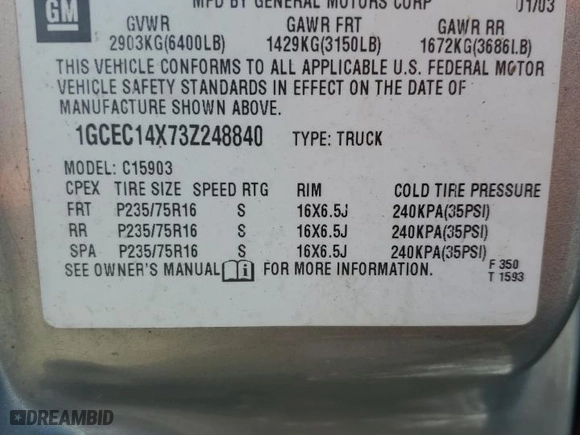 GM
MFD BY GENERAL MOTORS CORP 01/03
GVWR GAWR FRT GAWR RR
2903KG(6400LB) 1429KG(3150LB) 1672KG(3686LB)
THIS VEHICLE CONFORMS TO ALL APPLICABLE U.S. FEDERAL MOTOR
VEHICLE SAFETY STANDARDS IN EFFECT ON THE DATE OF
MANUFACTURE SHOWN ABOVE.
1GCEC14X73Z248840 TYPE: TRUCK
MODEL: C15903
CPEX TIRE SIZE SPEED RTG RIM COLD TIRE PRESSURE
FRT P235/75R16 S 16X6.5J 240KPA(35PSI)
RR P235/75R16 S 16X6.5J 240KPA(35PSI)
SPA P235/75R16 S 16X6.5J 240KPA(35PSI)
SEE OWNER'S MANUAL i FOR MORE INFORMATION.
F 350
T 1593
DREAMBID